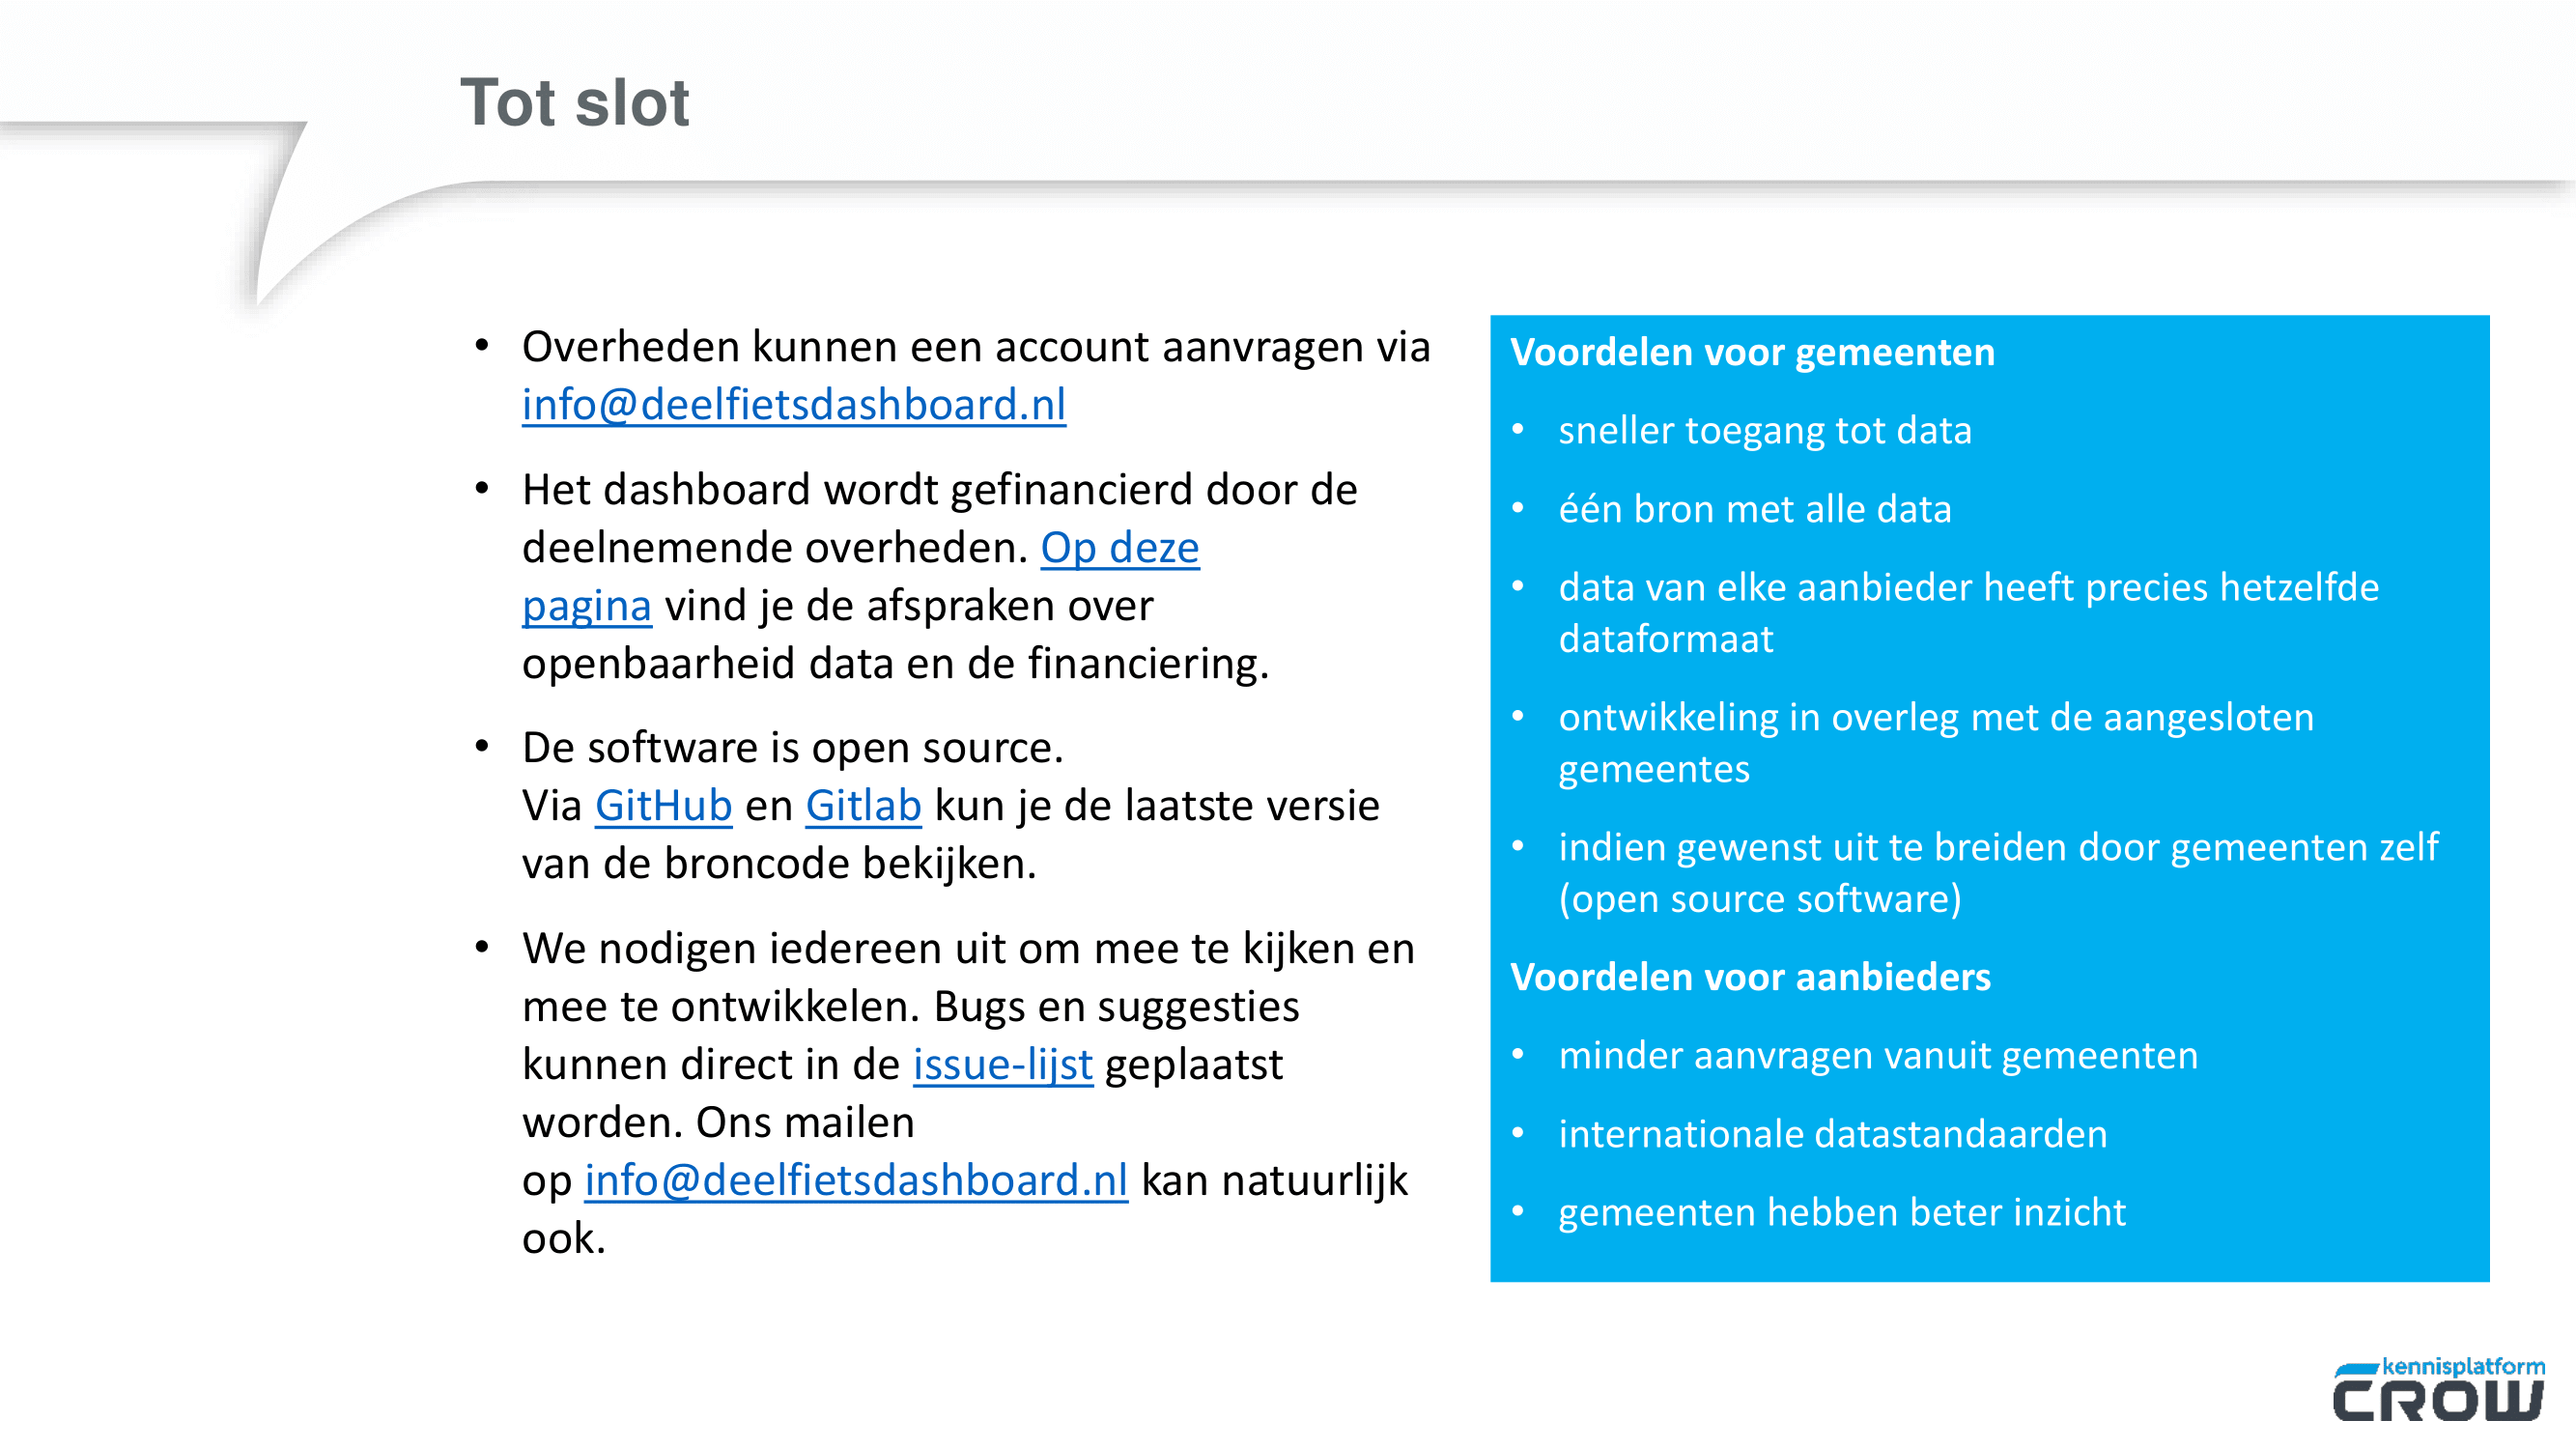 Tot slot
• Overheden kunnen een account aanvragen via
info@deelfietsdashboard.nl
• Het dashboard wordt gefinancierd door de
deelnemende overheden. Op deze
pagina vind je de afspraken over
openbaarheid data en de financiering.
• De software is open source.
Via GitHub en Gitlab kun je de laatste versie
van de broncode bekijken.
• We nodigen iedereen uit om mee te kijken en
mee te ontwikkelen. Bugs en suggesties
kunnen direct in de issue-lijst geplaatst
worden. Ons mailen
op info@deelfietsdashboard.nl kan natuurlijk
ook.
Voordelen voor gemeenten
• sneller toegang tot data
• één bron met alle data
• data van elke aanbieder heeft precies hetzelfde
dataformaat
• ontwikkeling in overleg met de aangesloten
gemeentes
• indien gewenst uit te breiden door gemeenten zelf
(open source software)
Voordelen voor aanbieders
• minder aanvragen vanuit gemeenten
• internationale datastandaarden
• gemeenten hebben beter inzicht
kennisplatform
CROW